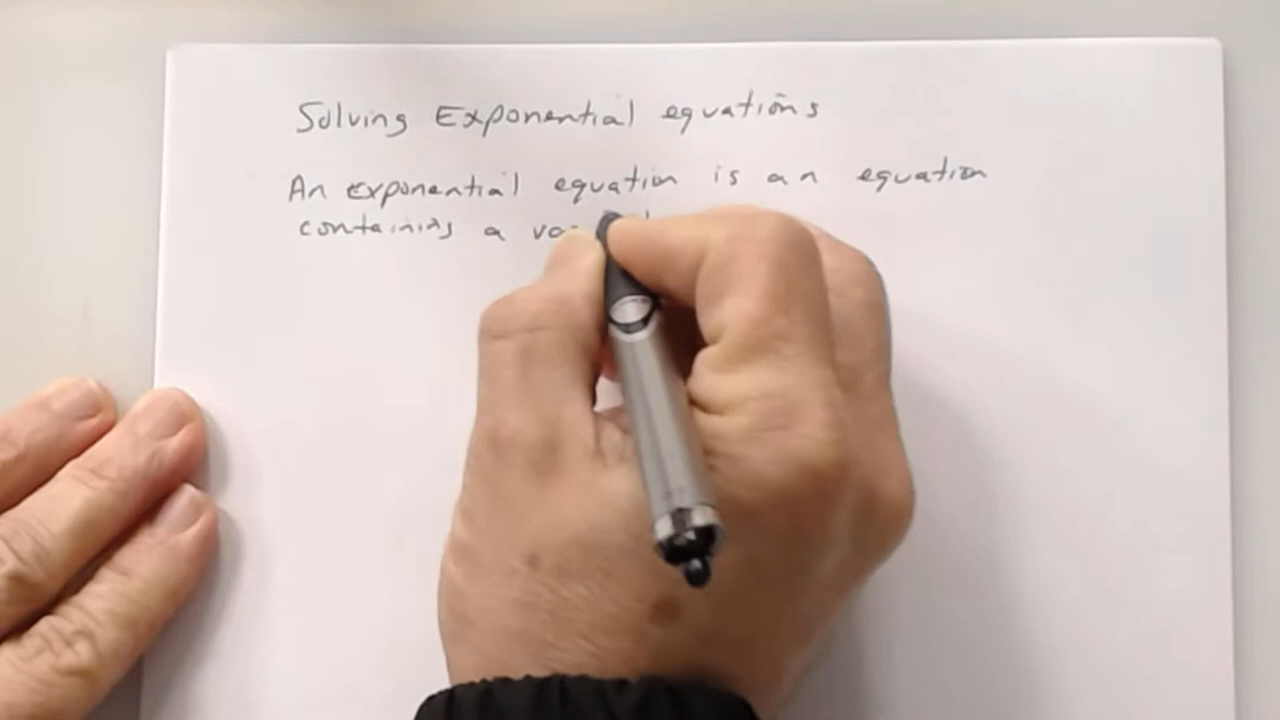 Solving Exponential equations
An Exponential equation is an equation
containing a